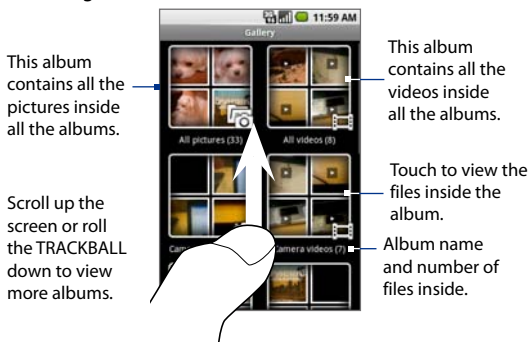 11:59 AM
Gallery
This album
contains all the
pictures inside
all the albums.
This album
contains all the
videos inside
all the albums.
All pictures (33)
All videos (8)
Scroll up the
screen or roll
the TRACKBALL
down to view
more albums.
Touch to view the
files inside the
album.
Camera videos (7)
Album name
and number of
files inside.